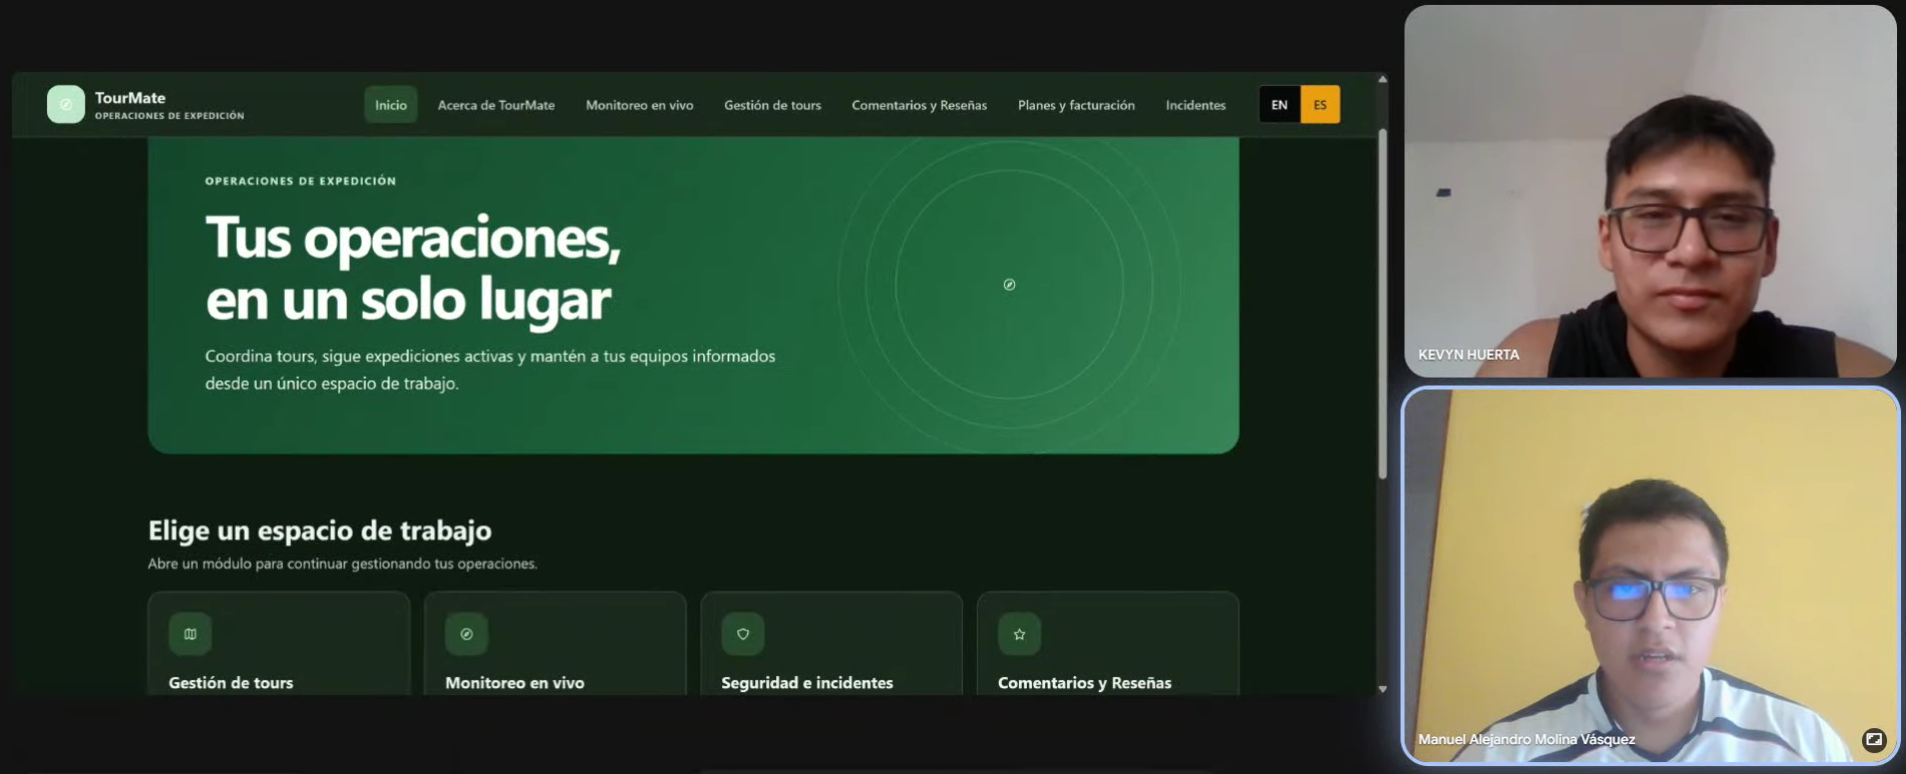 TourMate
OPERACIONES DE EXPEDICIÓN
Inicio
Acerca de TourMate
Monitoreo en vivo
Gestión de tours
Comentarios y Reseñas
Planes y facturación
Incidentes
EN
ES
OPERACIONES DE EXPEDICIÓN
Tus operaciones,
en un solo lugar
Coordina tours, sigue expediciones activas y mantén a tus equipos informados
desde un único espacio de trabajo.
Elige un espacio de trabajo
Abre un módulo para continuar gestionando tus operaciones.
Gestión de tours
Monitoreo en vivo
Seguridad e incidentes
Comentarios y Reseñas
KEVYN HUERTA
Manuel Alejandro Molina Vásquez